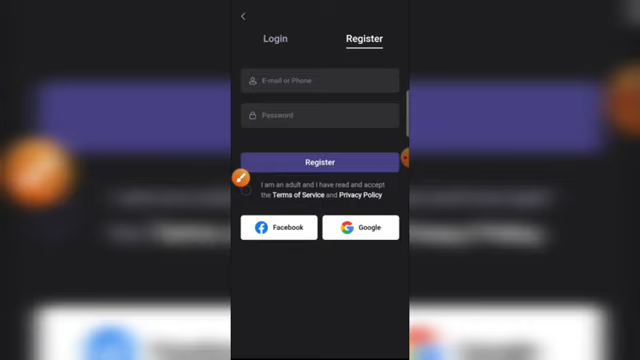 Login
Register
E-mail or Phone
Password
Register
I am an adult and I have read and accept
the Terms of Service and Privacy Policy
Facebook
Google